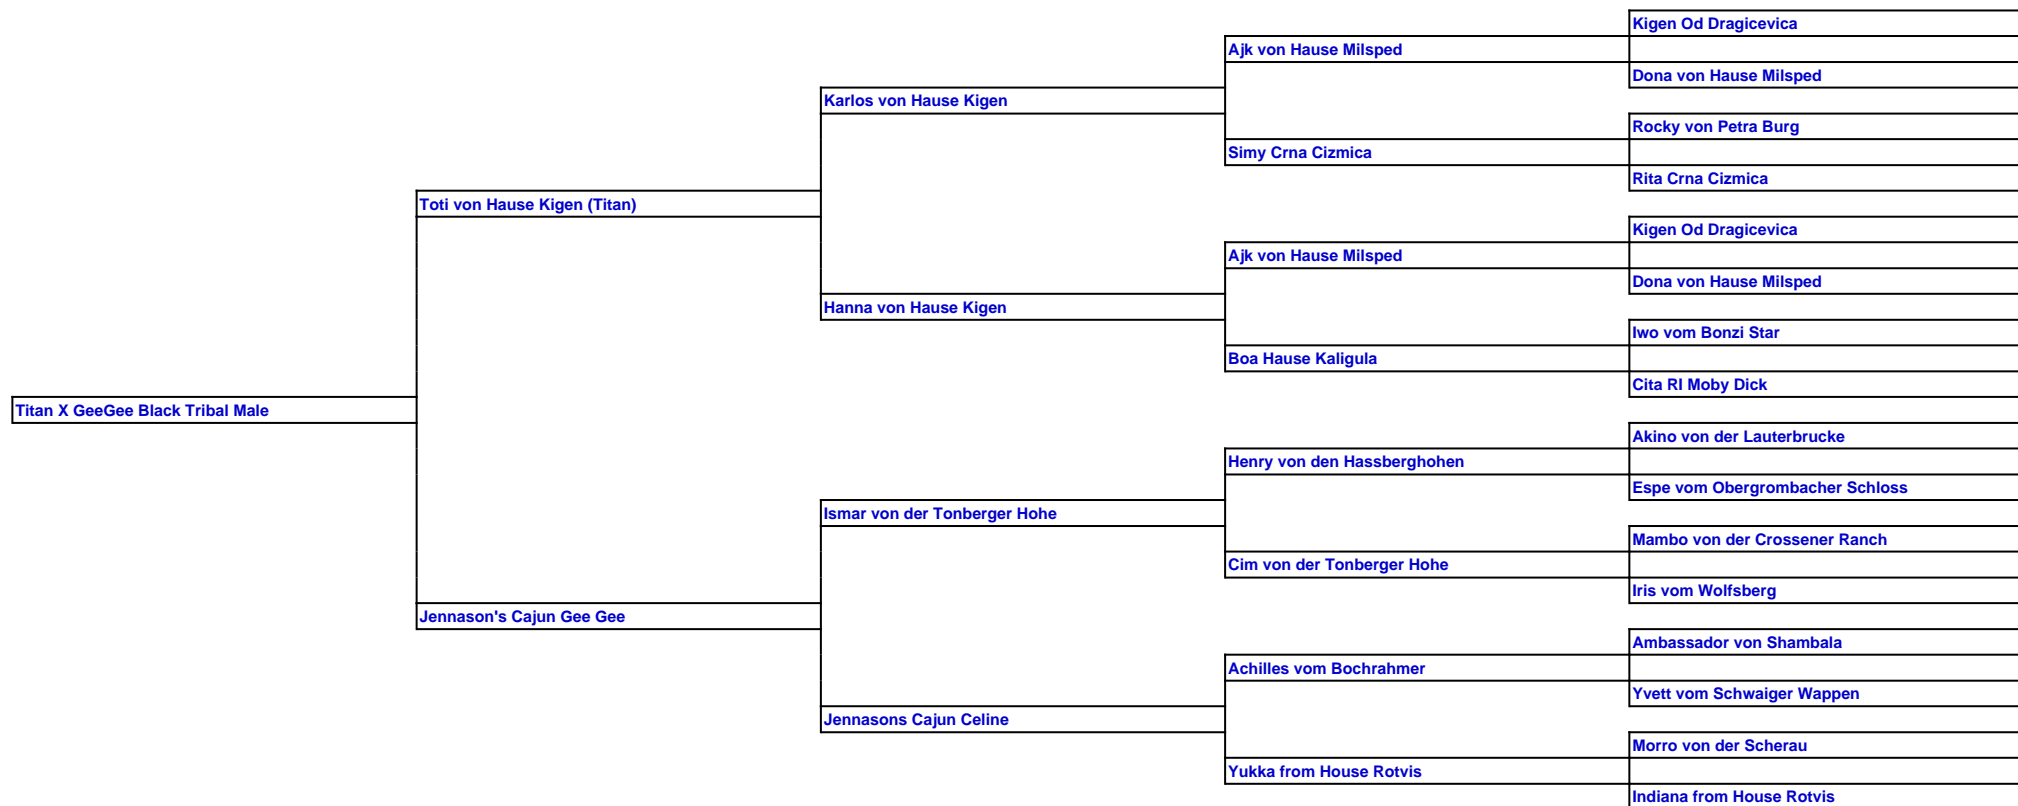 Kigen Od Dragicevica
Ajk von Hause Milsped
Dona von Hause Milsped
Karlos von Hause Kigen
Rocky von Petra Burg
Simy Crna Cizmica
Rita Crna Cizmica
Toti von Hause Kigen (Titan)
Kigen Od Dragicevica
Ajk von Hause Milsped
Dona von Hause Milsped
Hanna von Hause Kigen
Iwo vom Bonzi Star
Boa Hause Kaligula
Cita RI Moby Dick
Titan X GeeGee Black Tribal Male
Akino von der Lauterbrucke
Henry von den Hassberghohen
Espe vom Obergrombacher Schloss
Ismar von der Tonberger Hohe
Mambo von der Crossener Ranch
Cim von der Tonberger Hohe
Iris vom Wolfsberg
Jennason's Cajun Gee Gee
Ambassador von Shambala
Achilles vom Bochrahmer
Yvett vom Schwaiger Wappen
Jennasons Cajun Celine
Morro von der Scherau
Yukka from House Rotvis
Indiana from House Rotvis